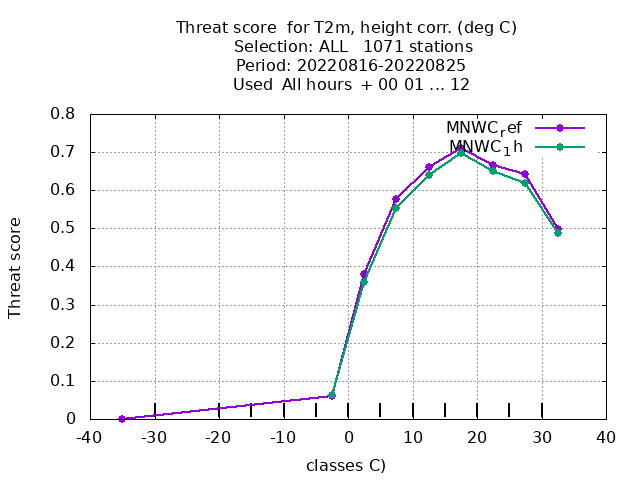 Threat score  for T2m, height corr. (deg C)
Selection: ALL   1071 stations
Period: 20220816-20220825
Used  All hours  + 00 01 ... 12
MNWCref
MNWC1h
Threat score
0.8
0.7
0.6
0.5
0.4
0.3
0.2
0.1
0
-40 -30 -20 -10 0 10 20 30 40
classes C)